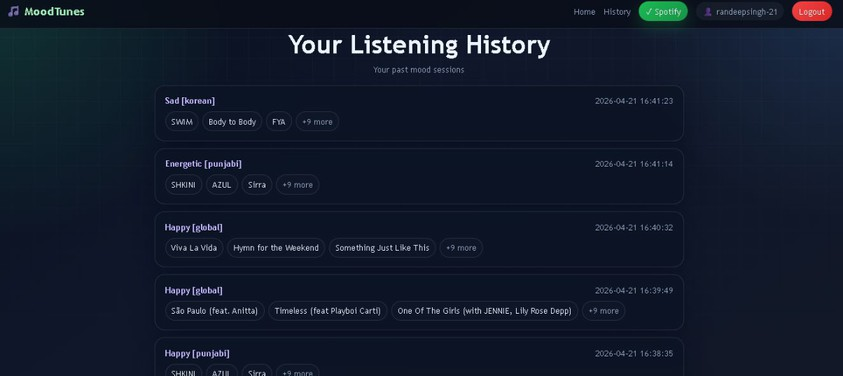 MoodTunes Home History ✓ Spotify randeepsingh-21 Logout
Your Listening History
Your past mood sessions
Sad [korean] 2026-04-21 16:41:23
SWIM Body to Body FYA +9 more
Energetic [punjabi] 2026-04-21 16:41:14
SHKINI AZUL Sirra +9 more
Happy [global] 2026-04-21 16:40:32
Viva La Vida Hymn for the Weekend Something Just Like This +9 more
Happy [global] 2026-04-21 16:39:49
São Paulo (feat. Anitta) Timeless (feat Playboi Carti) One Of The Girls (with JENNIE, Lily Rose Depp) +9 more
Happy [punjabi] 2026-04-21 16:38:35
SHKINI AZUL Sirra +9 more